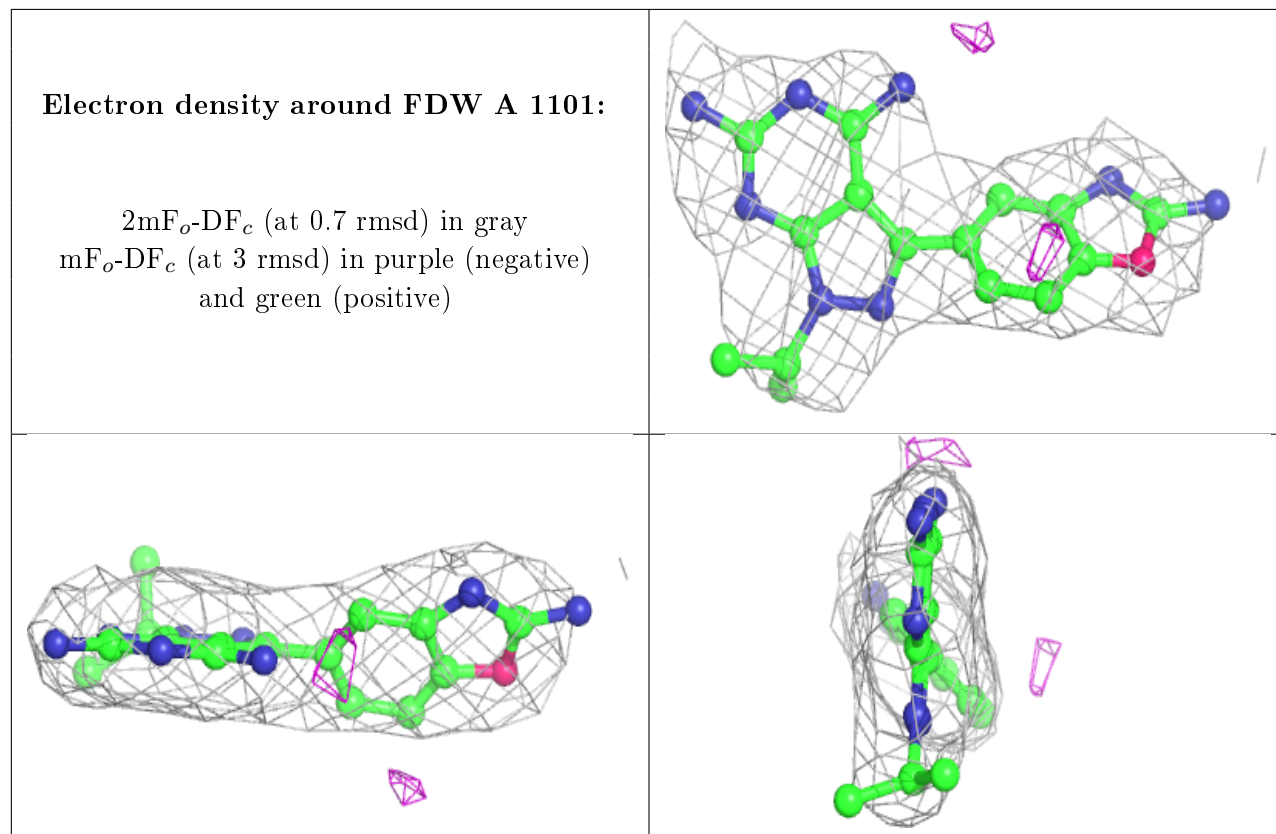 Electron density around FDW A 1101:
2mFo-DFc (at 0.7 rmsd) in gray
mFo-DFc (at 3 rmsd) in purple (negative)
and green (positive)